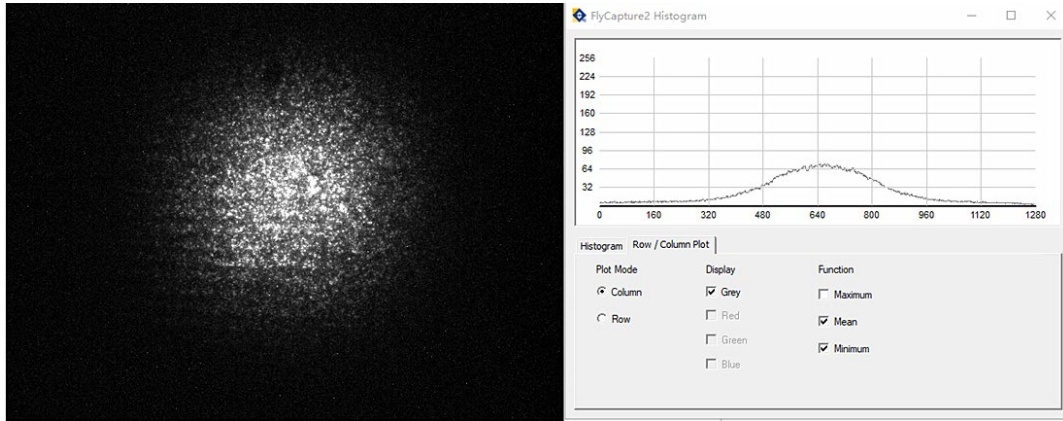 FlyCapture2 Histogram
256
224
192
160
128
96
64
32
0 160 320 480 640 800 960 1120 1280
Histogram Row / Column Plot
Plot Mode Display Function
Column Grey Maximum
Row Red Mean
Green Minimum
Blue